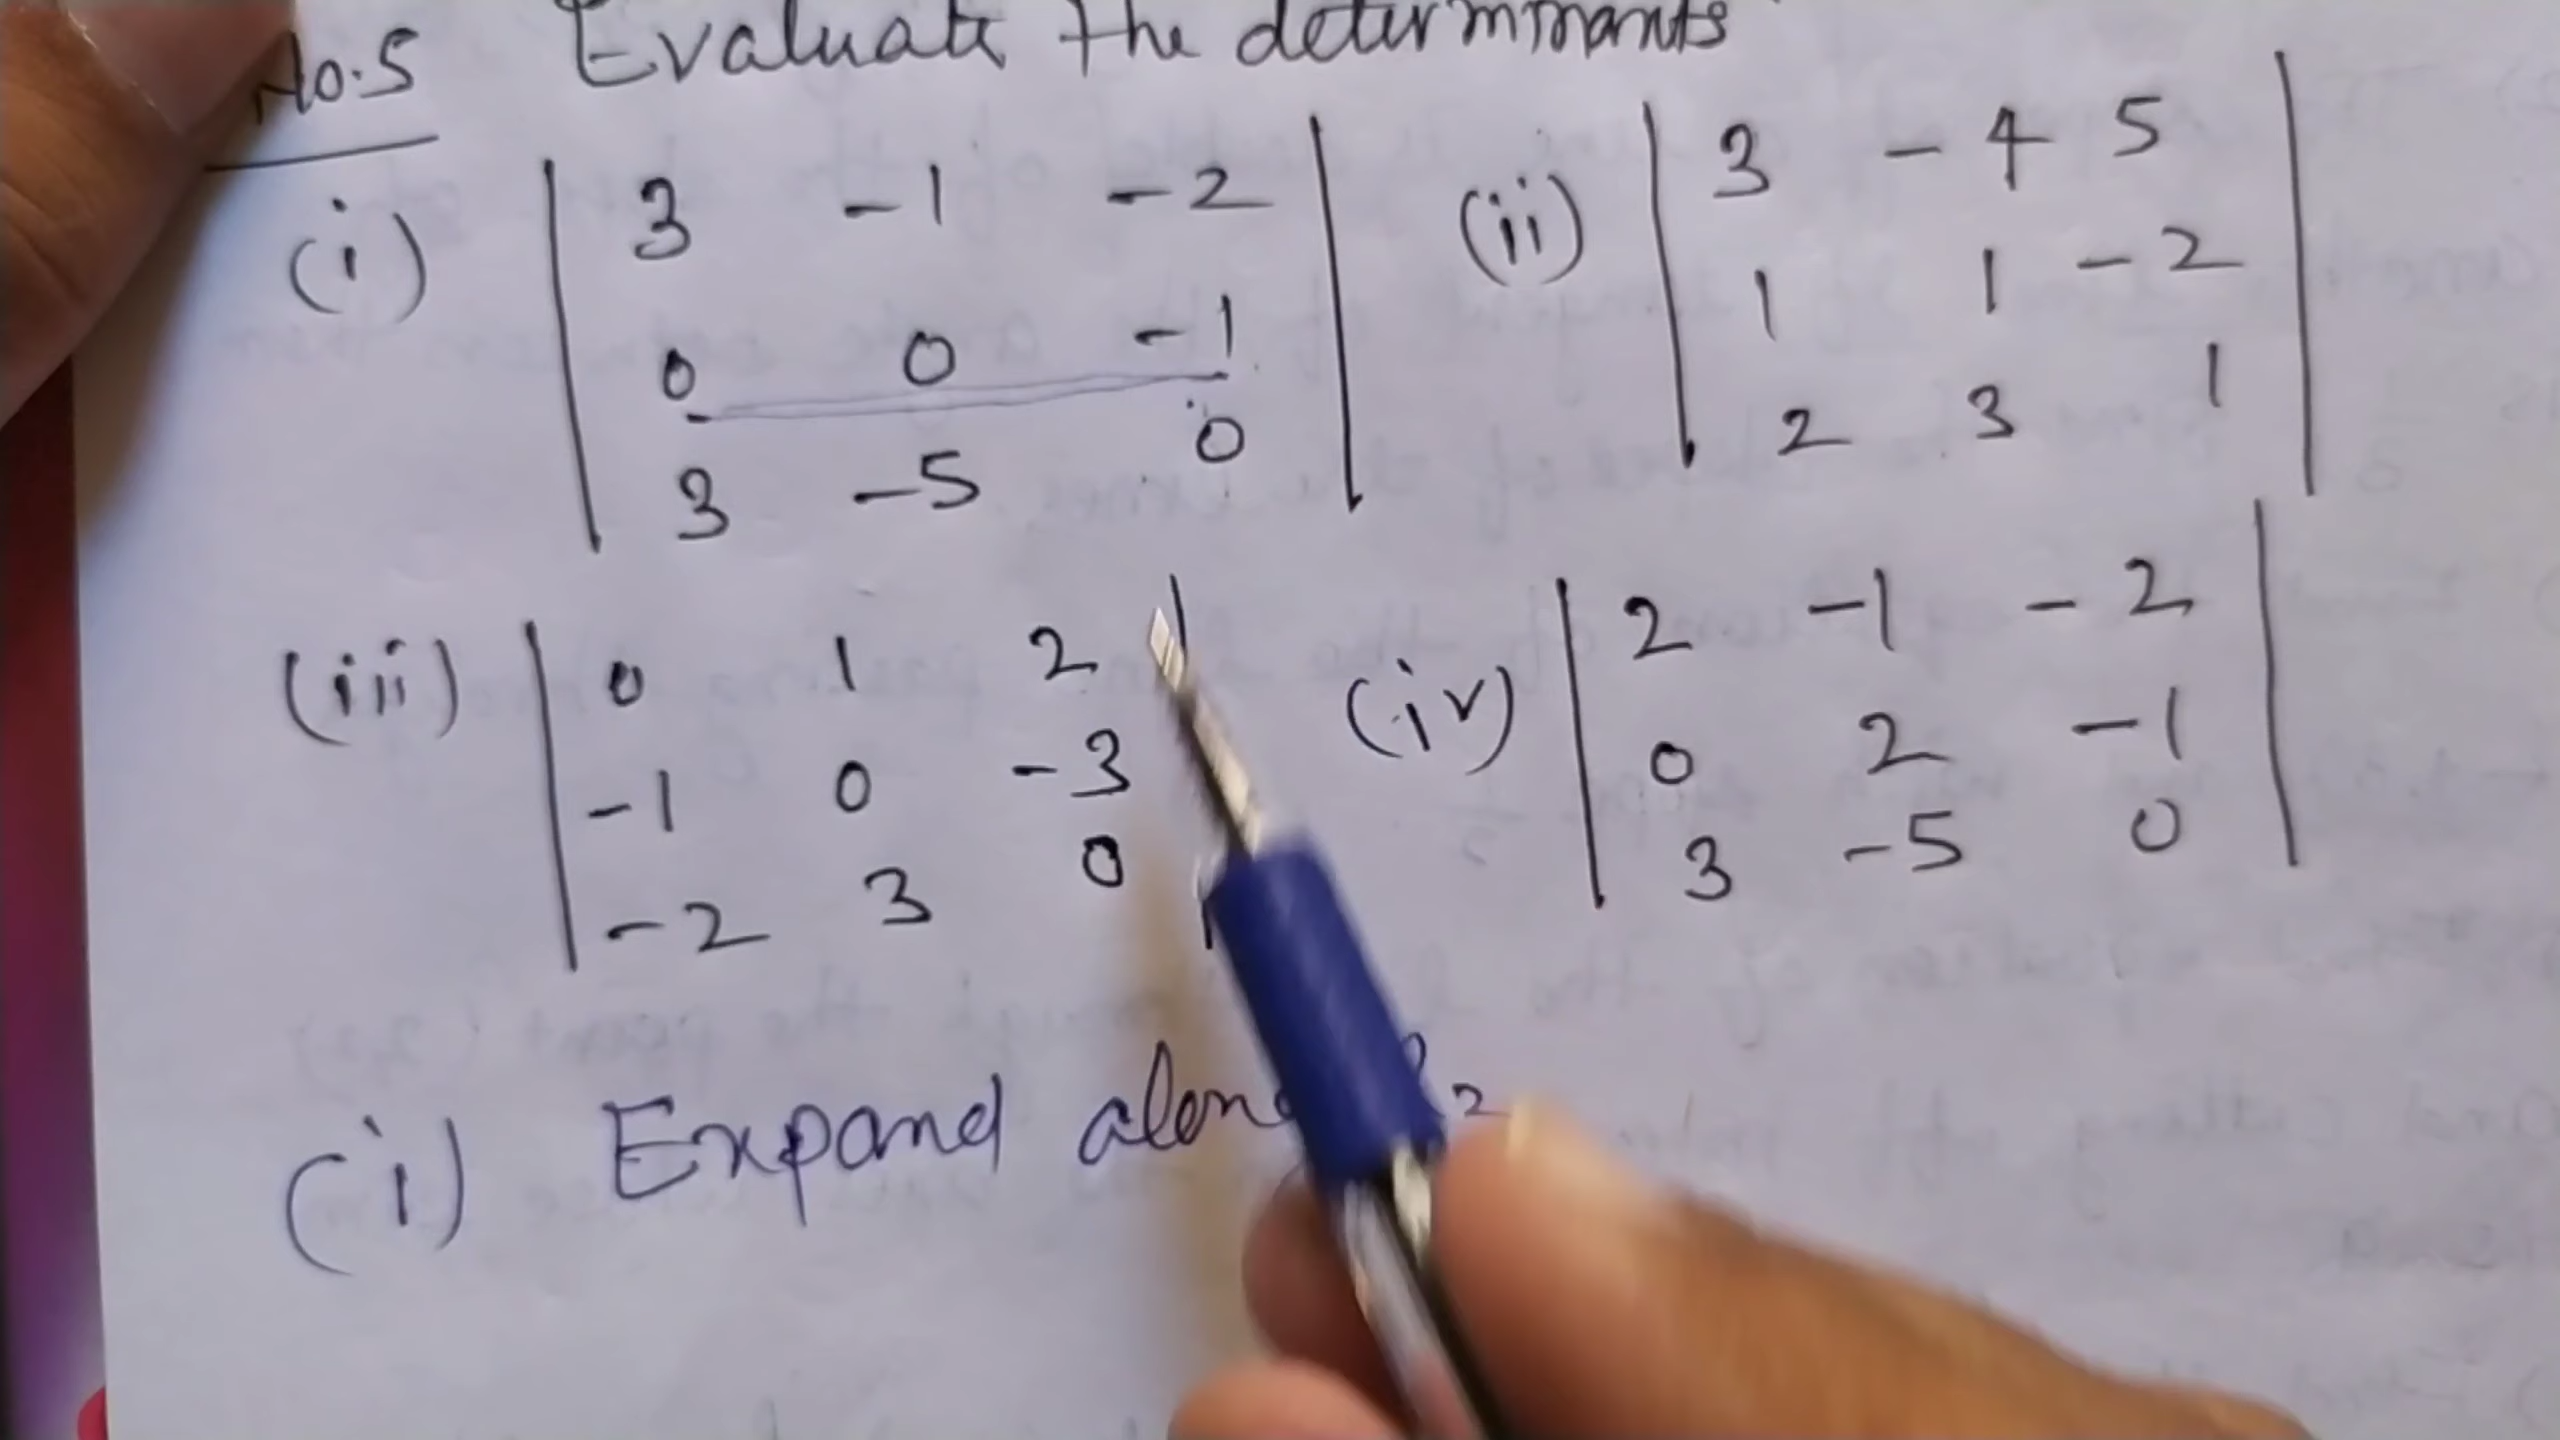 No.5 Evaluate the determinants
(i) | 3 -1 -2 | (ii) | 3 -4 5 |
| 0 0 -1 | | 1 1 -2 |
| 3 -5 0 | | 2 3 1 |
(iii) | 0 1 2 | (iv) | 2 -1 -2 |
| -1 0 -3 | | 0 2 -1 |
| -2 3 0 | | 3 -5 0 |
(i) Expand along